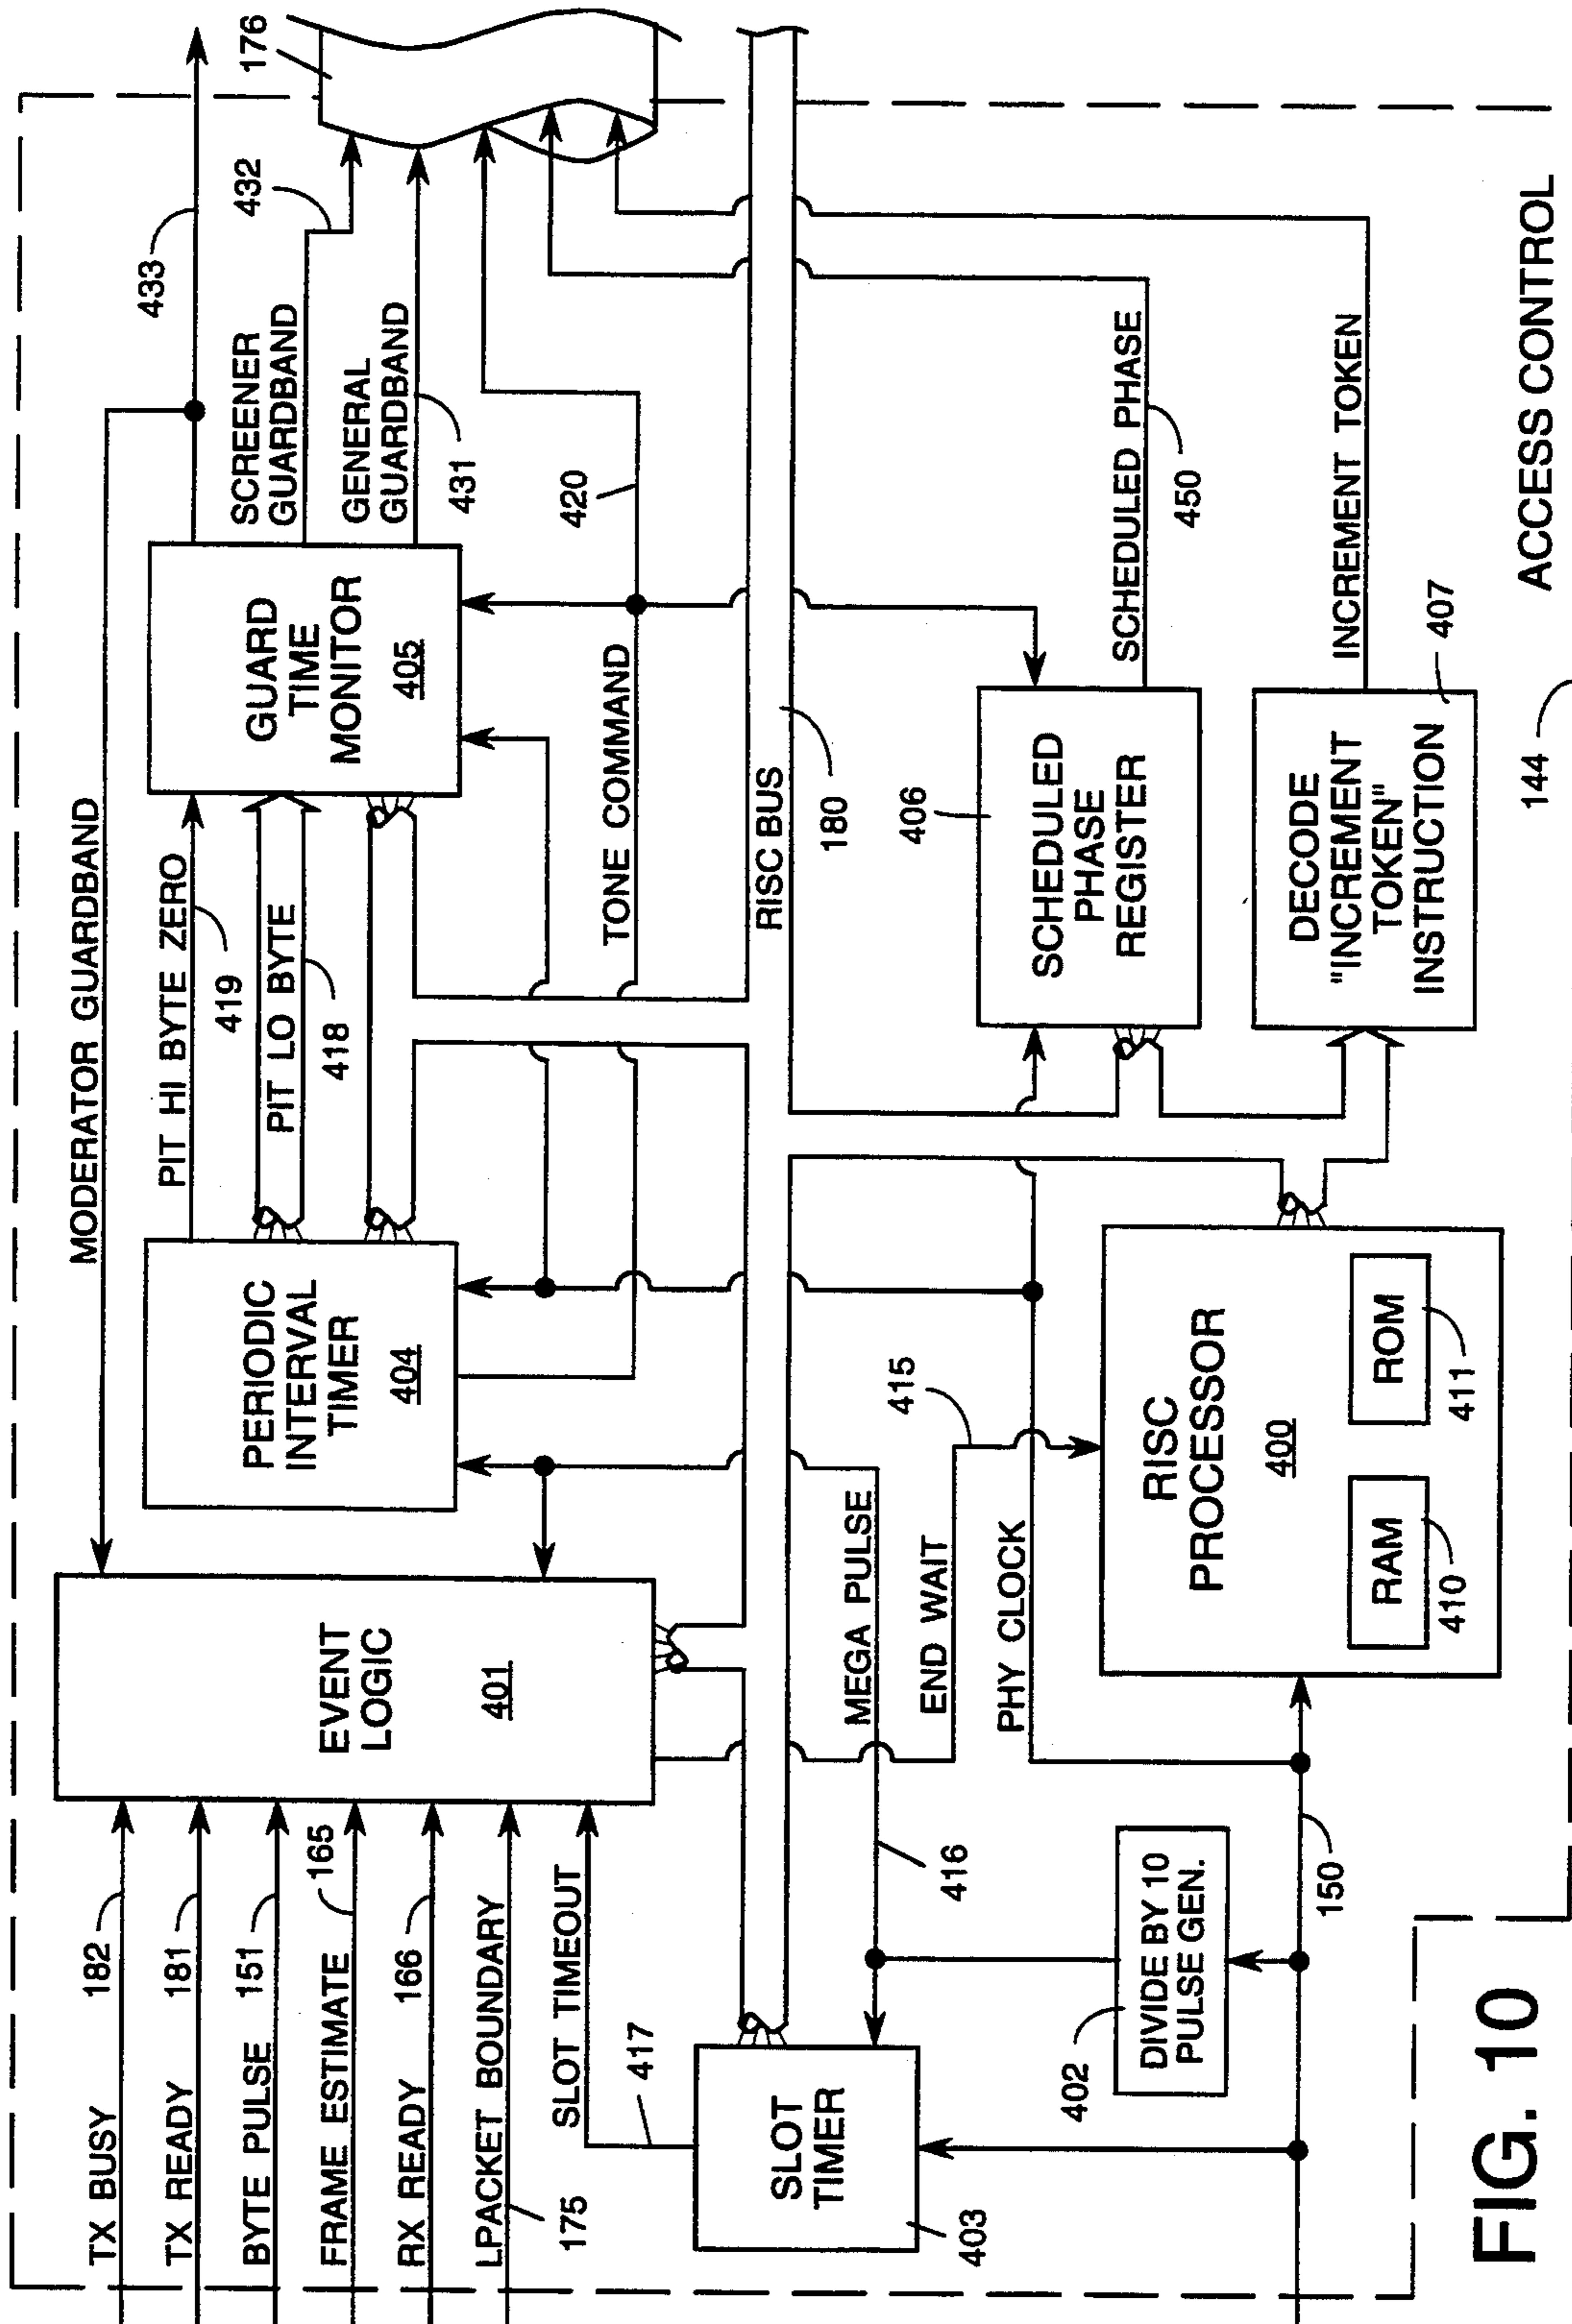 TX BUSY
182
TX READY
181
BYTE PULSE
151
FRAME ESTIMATE
165
RX READY
166
LPACKET BOUNDARY
175
SLOT TIMEOUT
417
EVENT
LOGIC
401
MODERATOR GUARDBAND
PERIODIC
INTERVAL
TIMER
404
PIT HI BYTE ZERO
419
PIT LO BYTE
418
GUARD
TIME
MONITOR
405
433
SCREENER
GUARDBAND
432
GENERAL
GUARDBAND
431
176
TONE COMMAND
420
RISC BUS
180
SLOT
TIMER
403
MEGA PULSE
416
END WAIT
415
PHY CLOCK
DIVIDE BY 10
PULSE GEN.
402
150
RISC
PROCESSOR
400
RAM
410
ROM
411
SCHEDULED
PHASE
REGISTER
406
SCHEDULED PHASE
450
DECODE
"INCREMENT
TOKEN"
INSTRUCTION
407
INCREMENT TOKEN
144
ACCESS CONTROL
FIG. 10